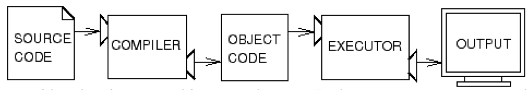 SOURCE
CODE
COMPILER
OBJECT
CODE
EXECUTOR
OUTPUT